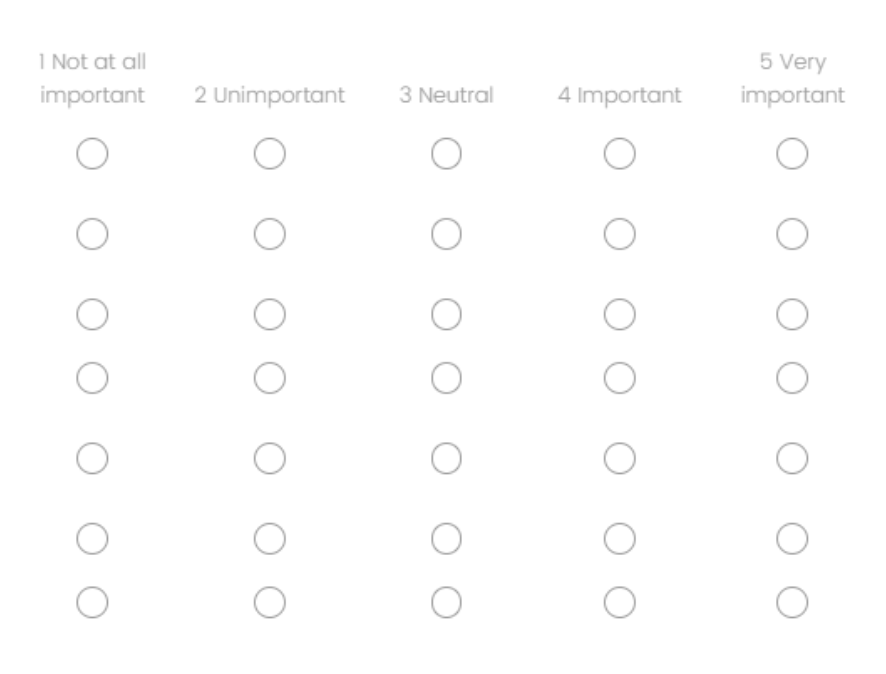 1 Not at all important
2 Unimportant
3 Neutral
4 Important
5 Very important